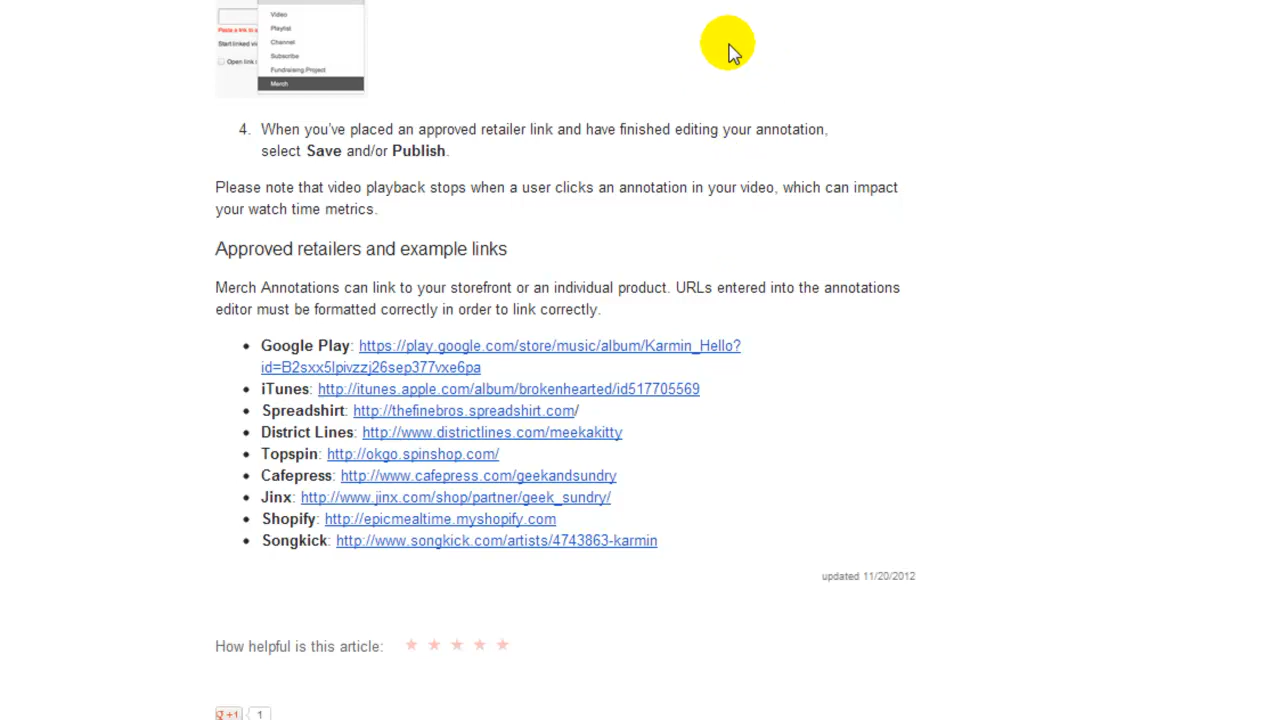 Video
Playlist
Channel
Subscribe
Fundraising Project
Merch
4. When you've placed an approved retailer link and have finished editing your annotation,
select Save and/or Publish.
Please note that video playback stops when a user clicks an annotation in your video, which can impact
your watch time metrics.
Approved retailers and example links
Merch Annotations can link to your storefront or an individual product. URLs entered into the annotations
editor must be formatted correctly in order to link correctly.
Google Play: https://play.google.com/store/music/album/Karmin_Hello?
id=B2sxx5lpivzzj26sep377vxe6pa
iTunes: http://itunes.apple.com/album/brokenhearted/id517705569
Spreadshirt: http://thefinebros.spreadshirt.com/
District Lines: http://www.districtlines.com/meekakitty
Topspin: http://okgo.spinshop.com/
Cafepress: http://www.cafepress.com/geekandsundry
Jinx: http://www.jinx.com/shop/partner/geek_sundry/
Shopify: http://epicmealtime.myshopify.com
Songkick: http://www.songkick.com/artists/4743863-karmin
updated 11/20/2012
How helpful is this article:
+1 1